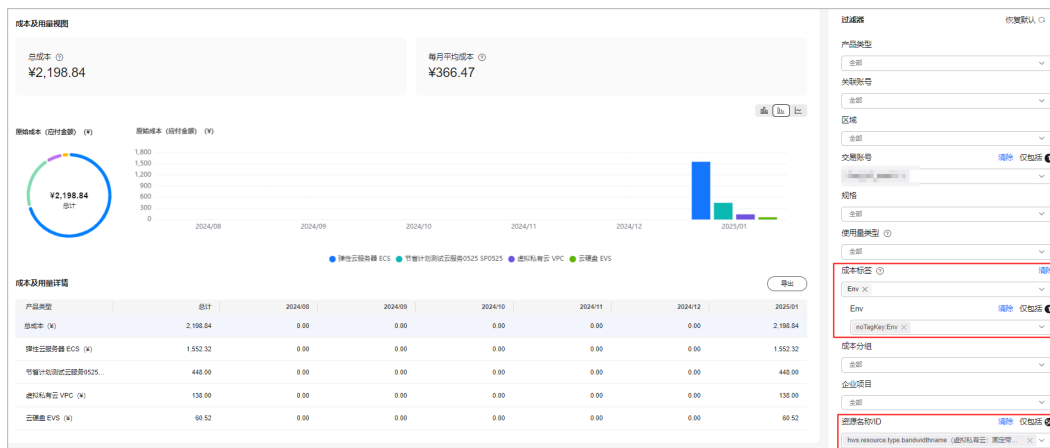 成本及用量视图
总成本
¥2,198.84
每月平均成本
¥366.47
原始成本（应付金额）（¥）
¥2,198.84
总计
原始成本（应付金额）（¥）
1,800
1,500
1,200
900
600
300
0
2024/08 2024/09 2024/10 2024/11 2024/12 2025/01
弹性云服务器 ECS 节省计划测试云服务0525 SP0525 虚拟私有云 VPC 云硬盘 EVS
成本及用量详情
导出
产品类型 总计 2024/08 2024/09 2024/10 2024/11 2024/12 2025/01
总成本（¥） 2,198.84 0.00 0.00 0.00 0.00 0.00 2,198.84
弹性云服务器 ECS（¥） 1,552.32 0.00 0.00 0.00 0.00 0.00 1,552.32
节省计划测试云服务0525... 448.00 0.00 0.00 0.00 0.00 0.00 448.00
虚拟私有云 VPC（¥） 138.00 0.00 0.00 0.00 0.00 0.00 138.00
云硬盘 EVS（¥） 60.52 0.00 0.00 0.00 0.00 0.00 60.52
过滤器 恢复默认
产品类型
全部
关联账号
全部
区域
全部
交易账号 清除 仅包括
规格
全部
使用量类型
全部
成本标签 清除
Env
Env 清除 仅包括
noTagKey:Env
成本分组
全部
企业项目
全部
资源名称/ID 清除 仅包括
hws.resource.type.bandwidthname（虚拟私有云：固定带...